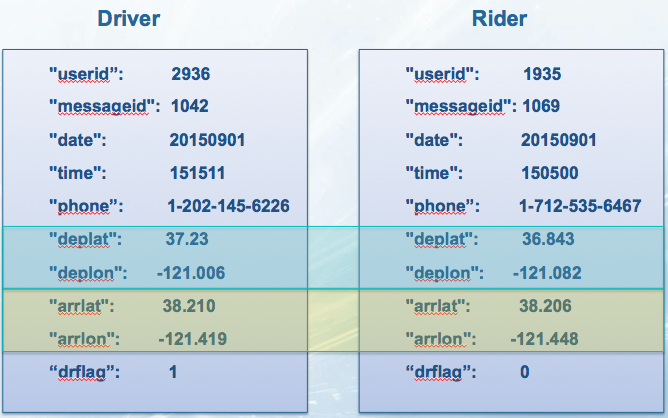 Driver
"userid”: 2936
"messageid": 1042
"date": 20150901
"time": 151511
"phone”: 1-202-145-6226
"deplat": 37.23
"deplon": -121.006
"arrlat": 38.210
"arrlon": -121.419
“drflag”: 1
Rider
"userid": 1935
"messageid": 1069
"date": 20150901
"time": 150500
"phone”: 1-712-535-6467
"deplat": 36.843
"deplon": -121.082
"arrlat": 38.206
"arrlon": -121.448
“drflag”: 0